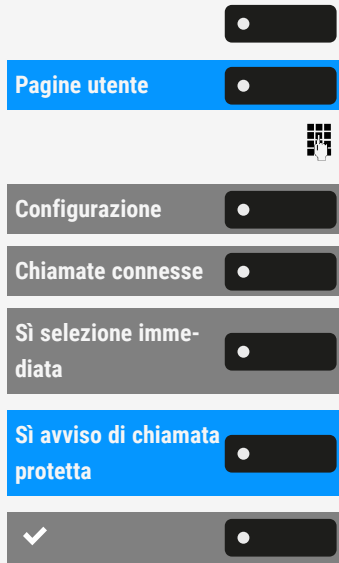 Pagine utente
Configurazione
Chiamate connesse
Sì selezione imme-
diata
Sì avviso di chiamata
protetta